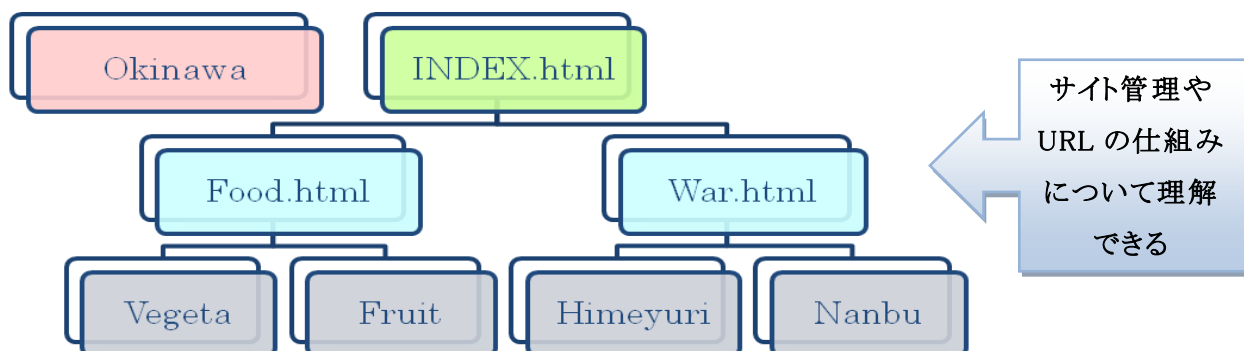 Okinawa
INDEX.html
Food.html
War.html
Vegeta
Fruit
Himeyuri
Nanbu
サイト管理や
URL の仕組み
について理解
できる